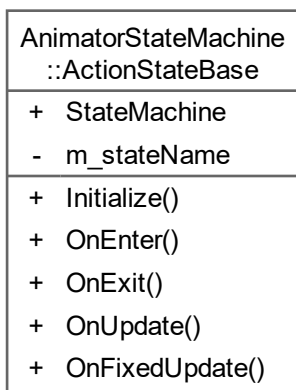 AnimatorStateMachine
::ActionStateBase
+ StateMachine
- m_stateName
+ Initialize()
+ OnEnter()
+ OnExit()
+ OnUpdate()
+ OnFixedUpdate()